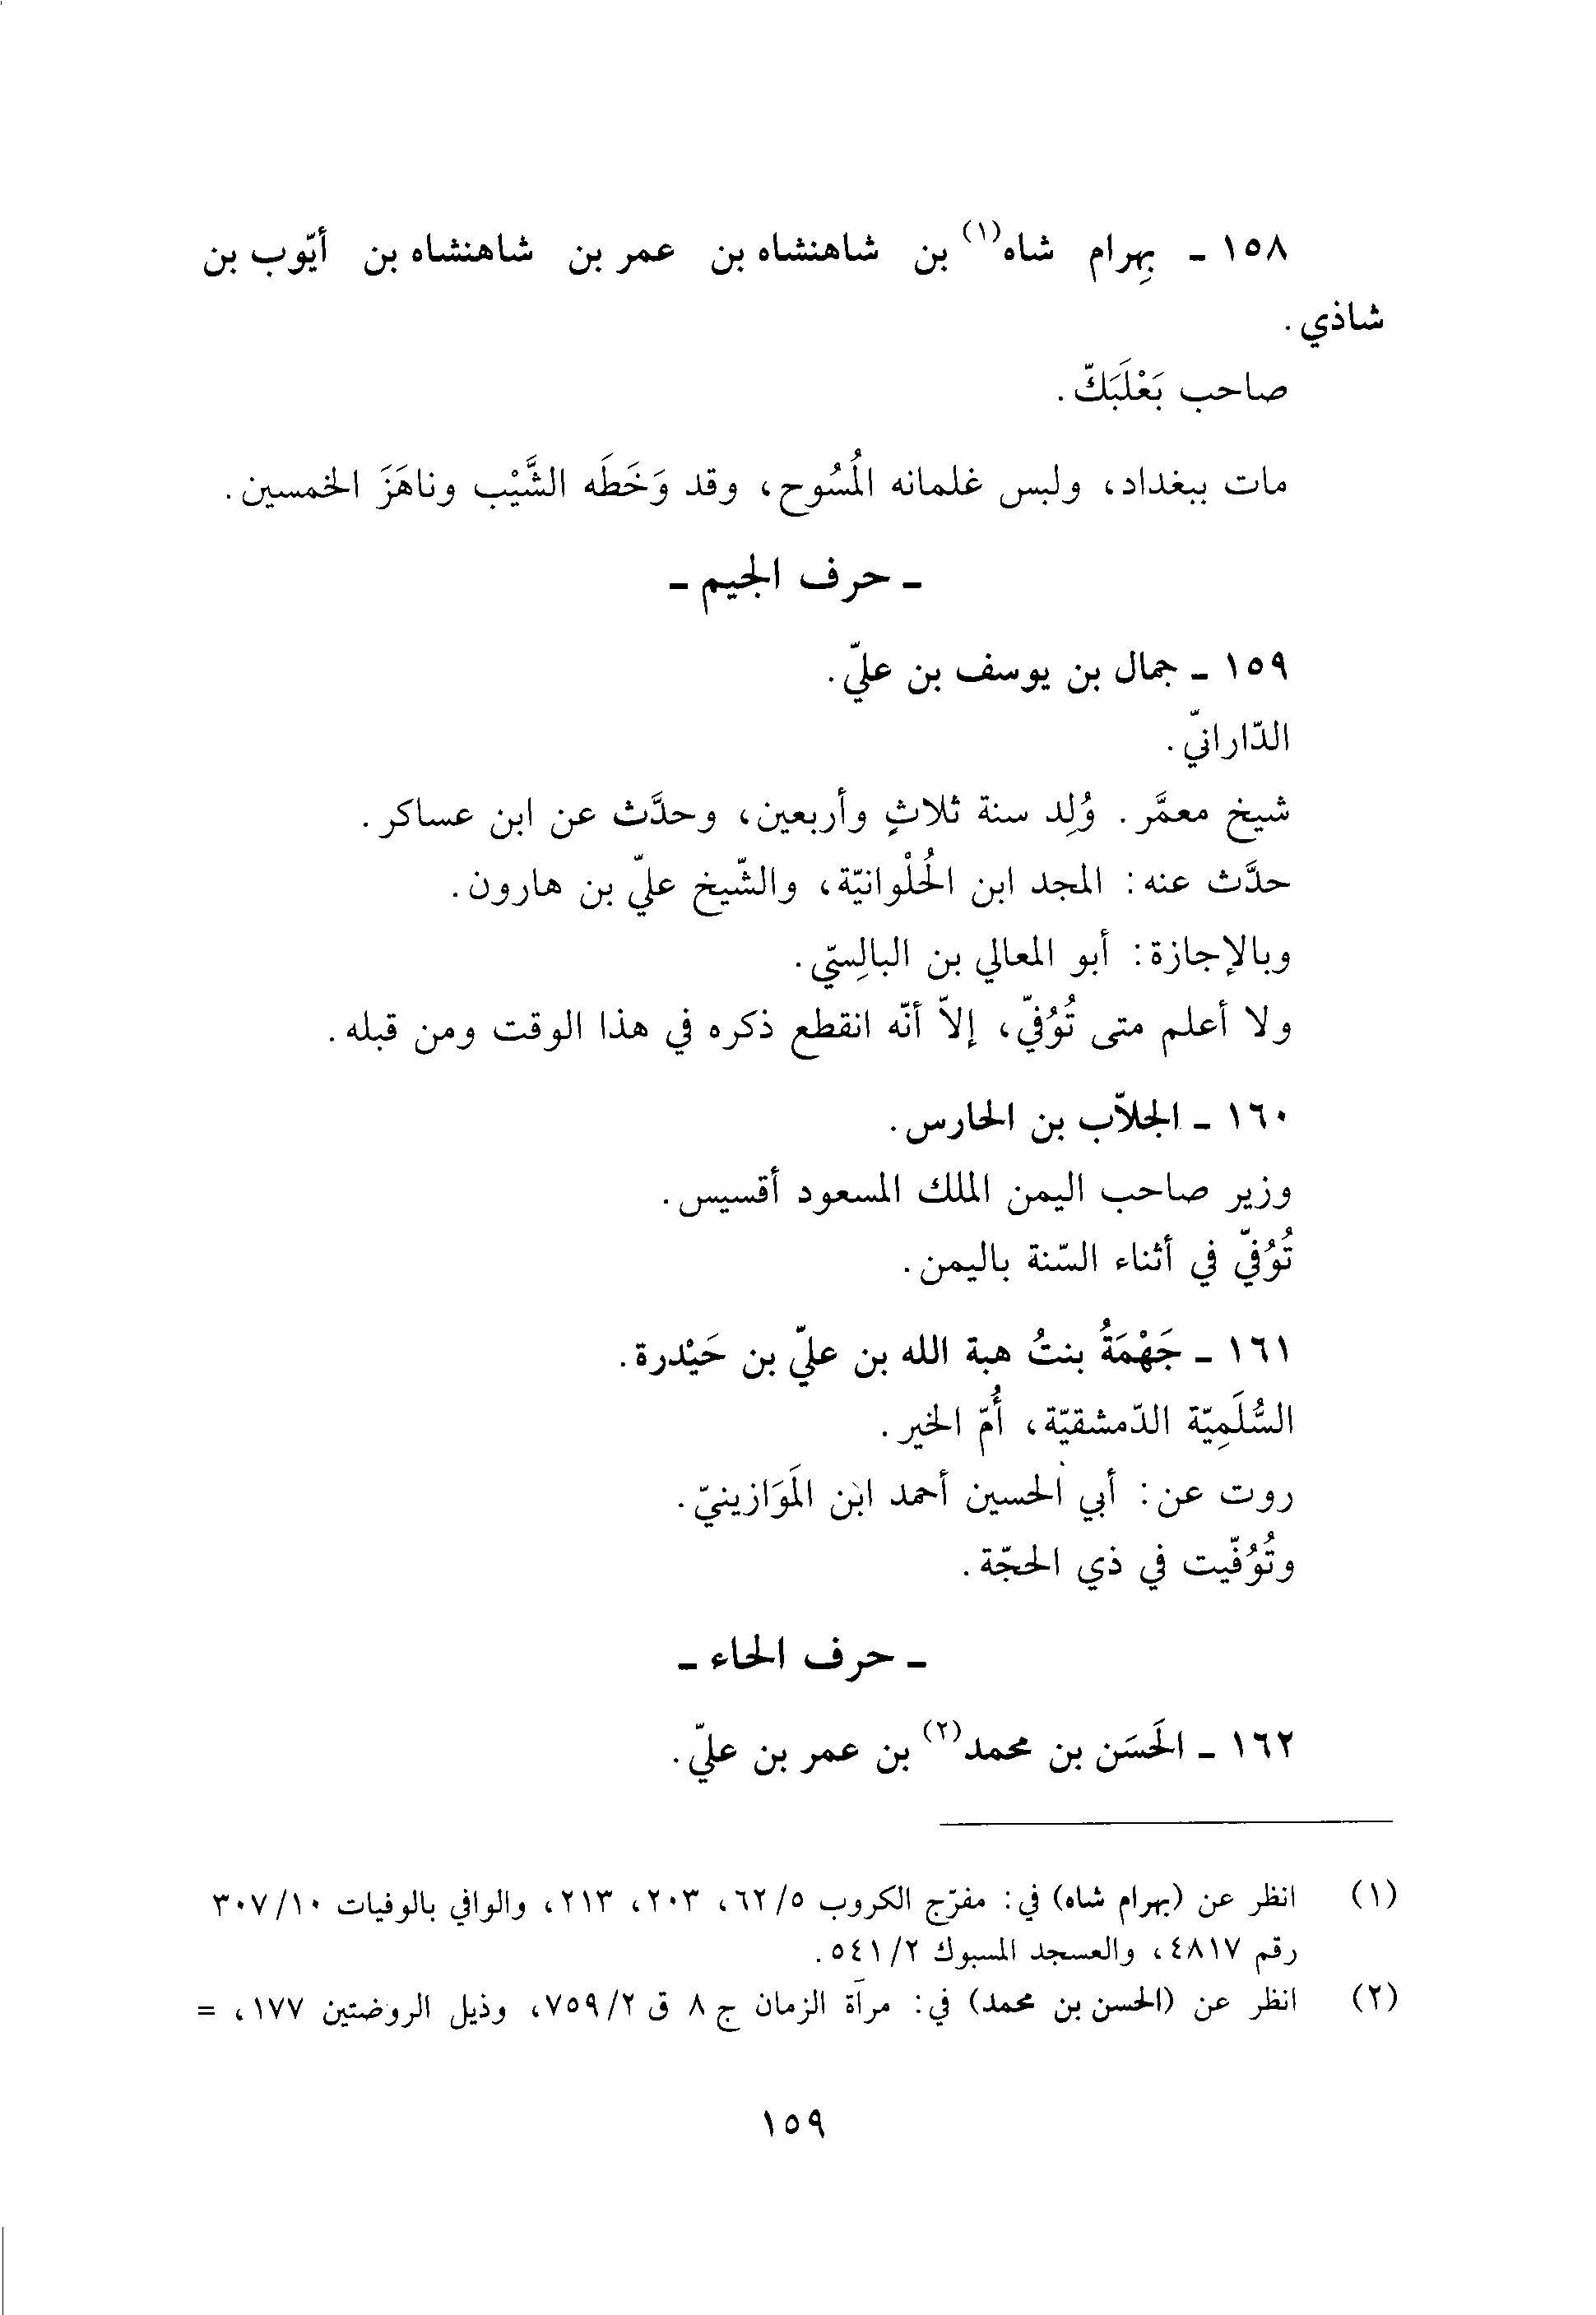 ١٥٨ - بِهرام شاه(١) بن شاهنشاه بن عمر بن شاهنشاه بن أيّوب بن
شاذي.
صاحب بَعْلَبَكّ.
مات ببغداد، ولبس غلمانه المُسُوح، وقد وَخَطَه الشَّيْب وناهَزَ الخمسين.
- حرف الجيم -
١٥٩ - جمال بن يوسف بن عليّ.
الدّارانيّ.
شيخ معمَّر. وُلِد سنة ثلاثٍ وأربعين، وحدَّث عن ابن عساكر.
حدَّث عنه: المجد ابن الحُلْوانيّة، والشّيخ عليّ بن هارون.
وبالإجازة: أبو المعالي بن البالِسيّ.
ولا أعلم متى تُوُفيّ، إلاّ أنّه انقطع ذكره في هذا الوقت ومن قبله.
١٦٠ - الجلاّب بن الحارس.
وزير صاحب اليمن الملك المسعود أقسيس.
تُوُفيّ في أثناء السّنة باليمن.
١٦١ - جَهْمَةُ بنتُ هبة الله بن عليّ بن حَيْدرة.
السُّلَمِيّة الدّمشقيّة، أُمّ الخير.
روت عن: أبي الحسين أحمد ابن المَوَازينيّ.
وتُوُفّيت في ذي الحجّة.
- حرف الحاء -
١٦٢ - الحَسَن بن محمد(٢) بن عمر بن عليّ.
(١) انظر عن (بهرام شاه) في: مفرّج الكروب ٥/ ٦٢، ٢٠٣، ٢١٣، والوافي بالوفيات ١٠/ ٣٠٧
رقم ٤٨١٧، والعسجد المسبوك ٢/ ٥٤١.
(٢) انظر عن (الحسن بن محمد) في: مرآة الزمان ج ٨ ق ٢/ ٧٥٩، وذيل الروضتين ١٧٧، =
١٥٩